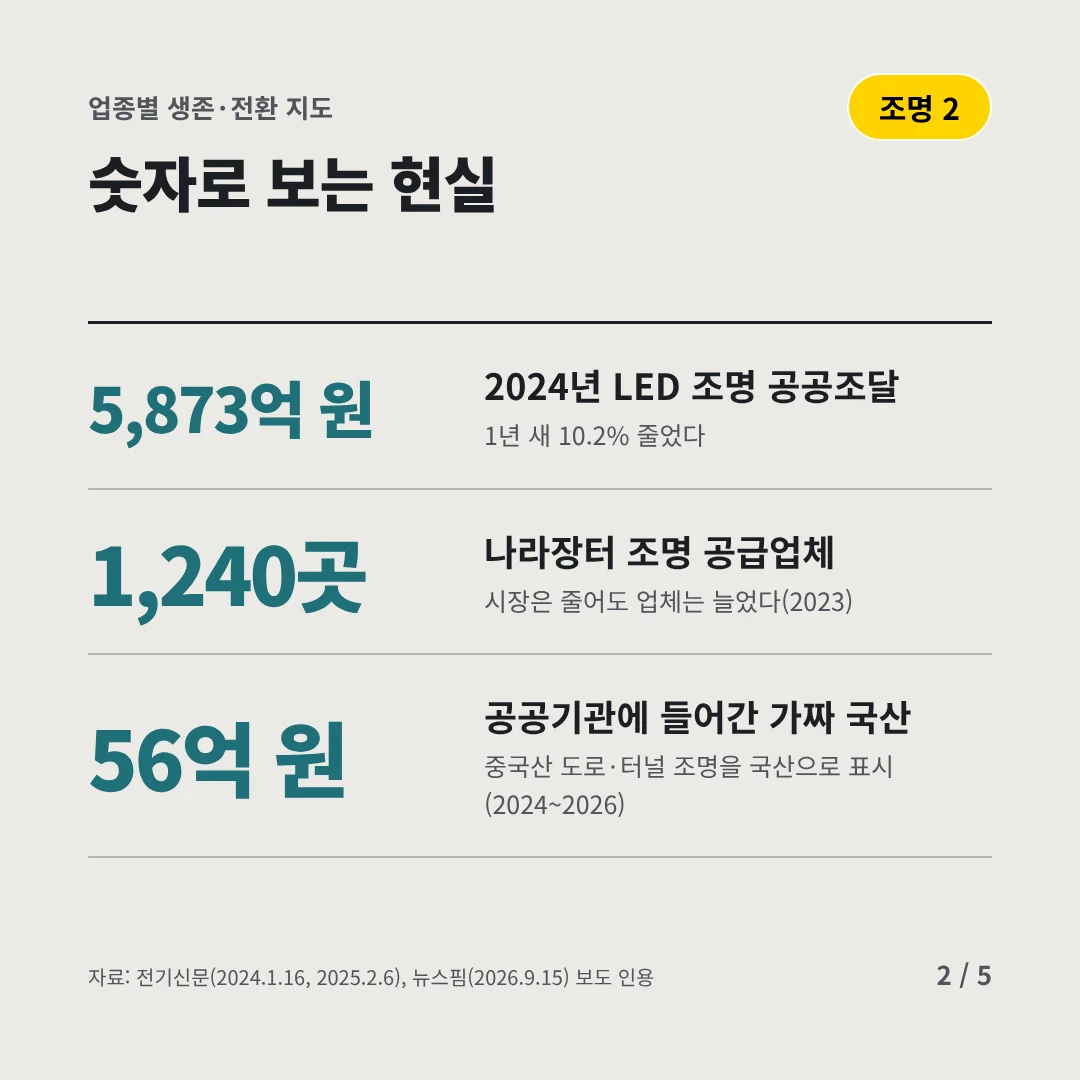 업종별 생존·전환 지도
조명 2
숫자로 보는 현실
5,873억 원
2024년 LED 조명 공공조달
1년 새 10.2% 줄었다
1,240곳
나라장터 조명 공급업체
시장은 줄어도 업체는 늘었다(2023)
56억 원
공공기관에 들어간 가짜 국산
중국산 도로·터널 조명을 국산으로 표시
(2024~2026)
자료: 전기신문(2024.1.16, 2025.2.6), 뉴스핌(2026.9.15) 보도 인용
2 / 5